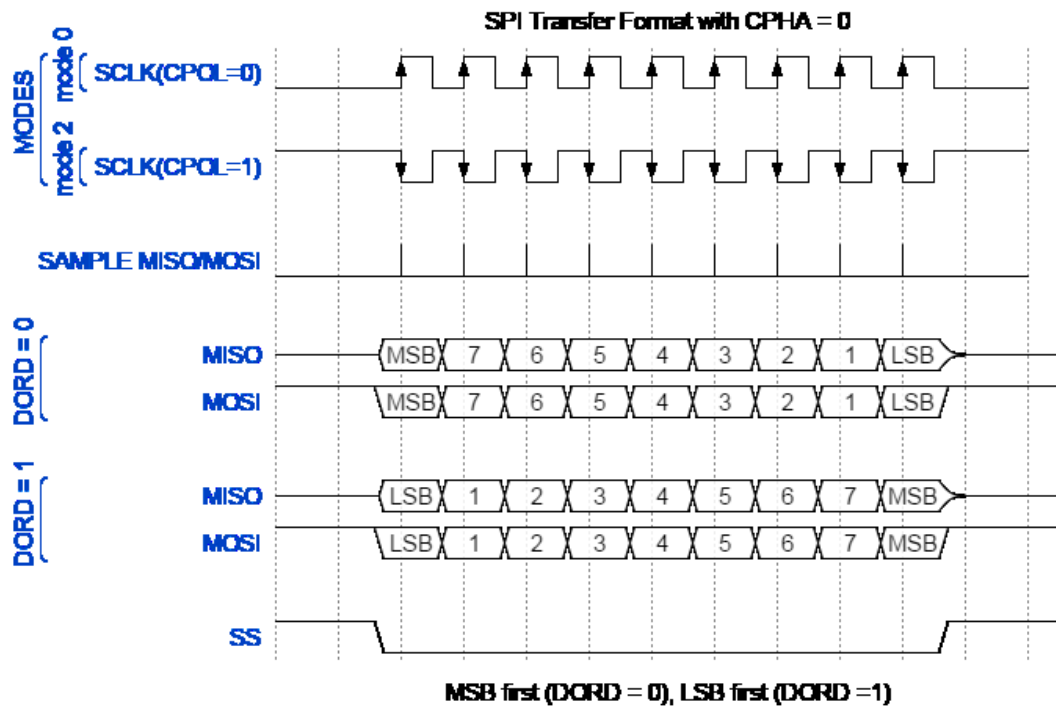 SPI Transfer Format with CPHA = 0
MODES
mode 0
SCLK(CPOL=0)
mode 2
SCLK(CPOL=1)
SAMPLE MISO/MOSI
DORD = 0
MISO MSB 7 6 5 4 3 2 1 LSB
MOSI MSB 7 6 5 4 3 2 1 LSB
DORD = 1
MISO LSB 1 2 3 4 5 6 7 MSB
MOSI LSB 1 2 3 4 5 6 7 MSB
SS
MSB first (DORD = 0), LSB first (DORD =1)